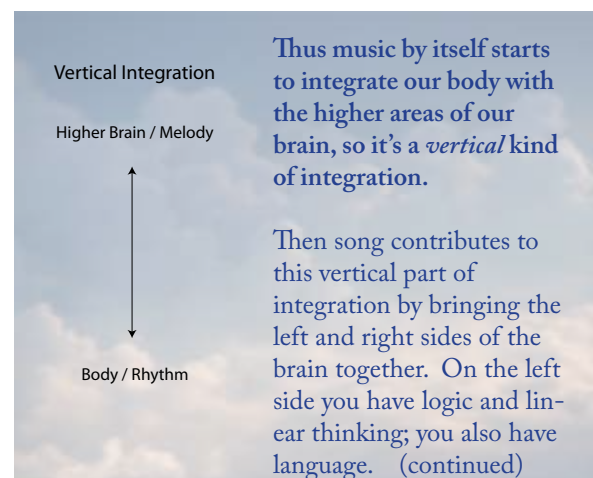 Vertical Integration
Higher Brain / Melody
Body / Rhythm
Thus music by itself starts
to integrate our body with
the higher areas of our
brain, so it's a vertical kind
of integration.
Then song contributes to
this vertical part of
integration by bringing the
left and right sides of the
brain together.  On the left
side you have logic and lin-
ear thinking; you also have
language.   (continued)